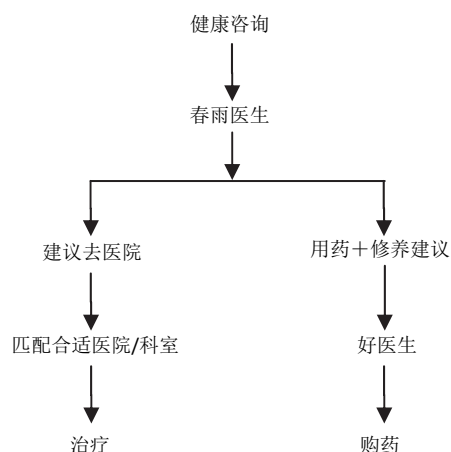 健康咨询
春雨医生
建议去医院
用药＋修养建议
匹配合适医院/科室
好医生
治疗
购药